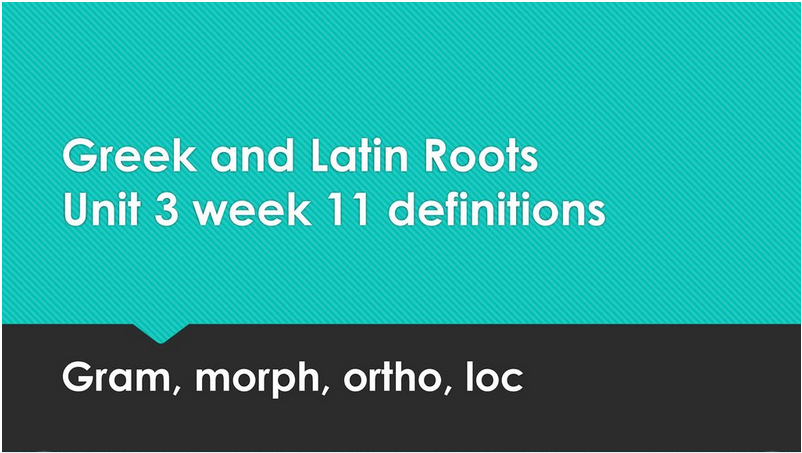 Greek and Latin Roots
Unit 3 week 11 definitions
Gram, morph, ortho, loc